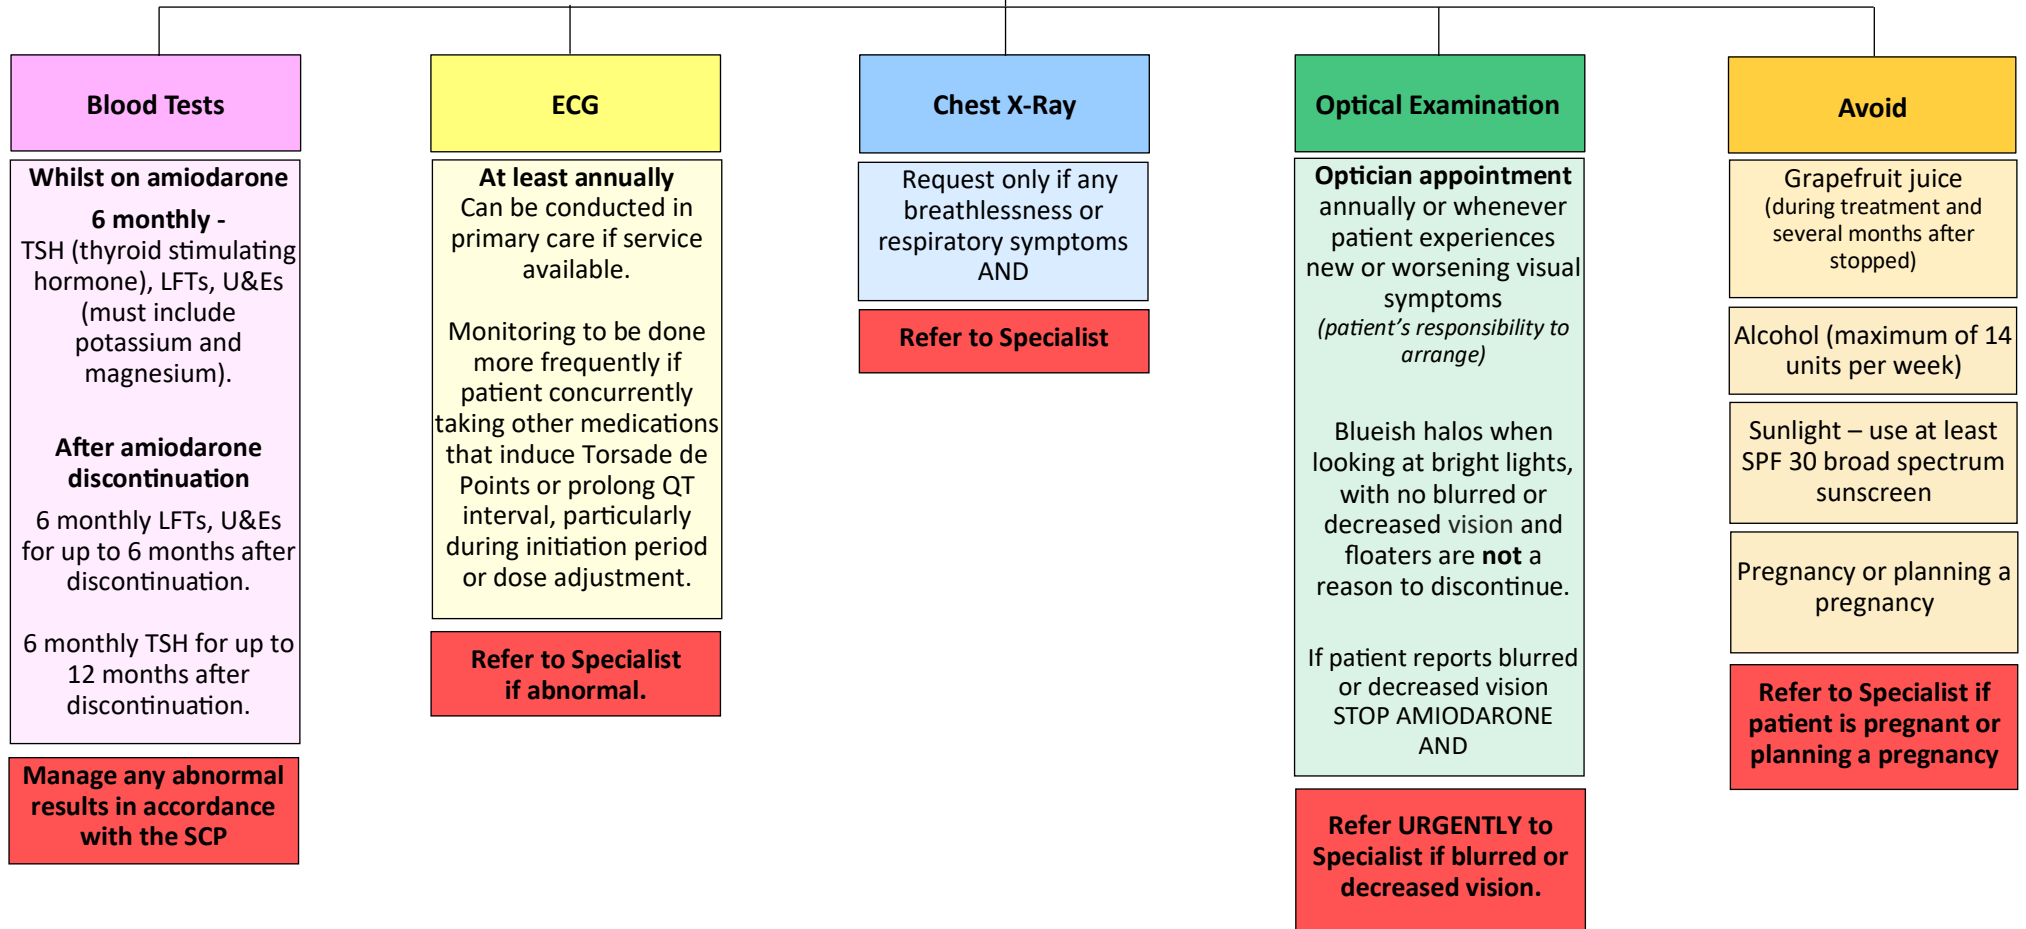 Blood Tests
Whilst on amiodarone
6 monthly -
TSH (thyroid stimulating
hormone), LFTs, U&Es
(must include
potassium and
magnesium).
After amiodarone
discontinuation
6 monthly LFTs, U&Es
for up to 6 months after
discontinuation.
6 monthly TSH for up to
12 months after
discontinuation.
Manage any abnormal
results in accordance
with the SCP
ECG
At least annually
Can be conducted in
primary care if service
available.
Monitoring to be done
more frequently if
patient concurrently
taking other medications
that induce Torsade de
Points or prolong QT
interval, particularly
during initiation period
or dose adjustment.
Refer to Specialist
if abnormal.
Chest X-Ray
Request only if any
breathlessness or
respiratory symptoms
AND
Refer to Specialist
Optical Examination
Optician appointment
annually or whenever
patient experiences
new or worsening visual
symptoms
(patient's responsibility to
arrange)
Blueish halos when
looking at bright lights,
with no blurred or
decreased vision and
floaters are not a
reason to discontinue.
If patient reports blurred
or decreased vision
STOP AMIODARONE
AND
Refer URGENTLY to
Specialist if blurred or
decreased vision.
Avoid
Grapefruit juice
(during treatment and
several months after
stopped)
Alcohol (maximum of 14
units per week)
Sunlight – use at least
SPF 30 broad spectrum
sunscreen
Pregnancy or planning a
pregnancy
Refer to Specialist if
patient is pregnant or
planning a pregnancy